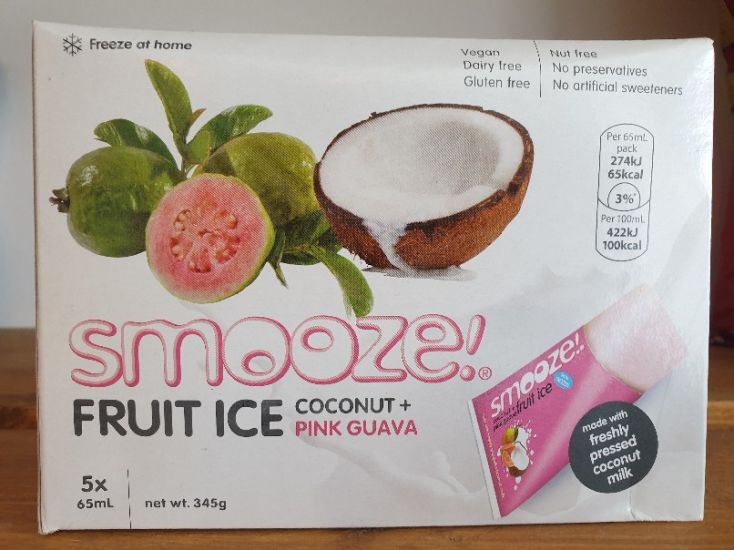 Freeze at home
Vegan
Dairy free
Gluten free
Nut free
No preservatives
No artificial sweeteners
Per 65mL
pack
274kJ
65kcal
3%*
Per 100mL
422kJ
100kcal
smooze!®
FRUIT ICE
COCONUT +
PINK GUAVA
5x
65mL
net wt. 345g
smooze!
fruit ice
made with
freshly
pressed
coconut
milk